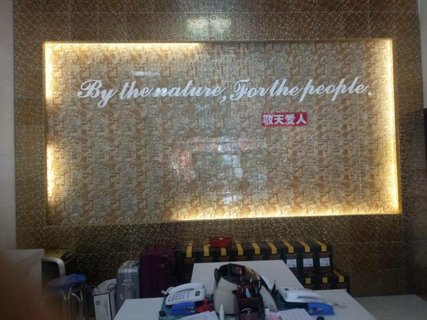 By the nature, For the people.
敬天爱人